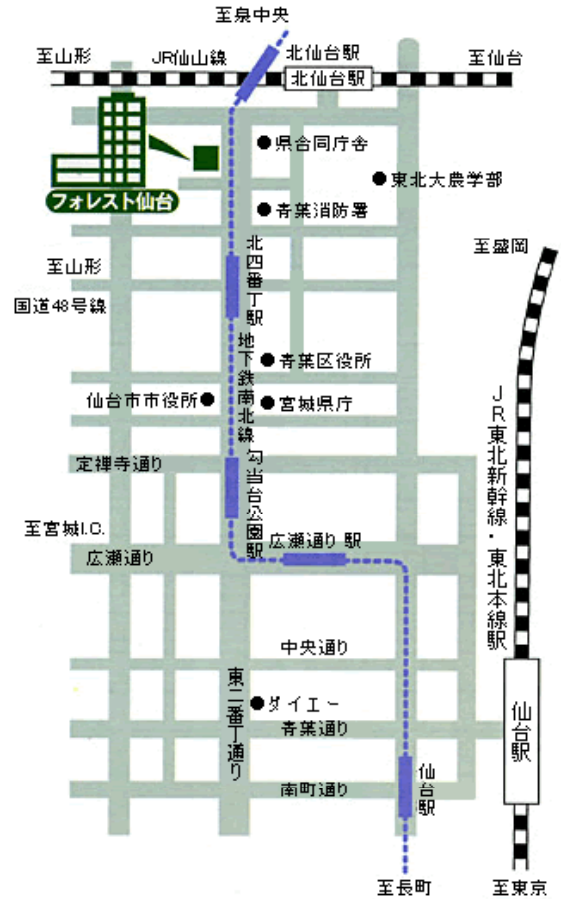 至泉中央
至山形
JR仙山線
北仙台駅
至仙台
北仙台駅
県合同庁舎
東北大農学部
フォレスト仙台
青葉消防署
北四番丁駅
至盛岡
至山形
国道48号線
地下鉄南北線
青葉区役所
仙台市市役所
宮城県庁
JR東北新幹線・東北本線駅
定禅寺通り
勾当台公園駅
至宮城I.C.
広瀬通り駅
広瀬通り
中央通り
東二番丁通り
ダイエー
青葉通り
仙台駅
仙台駅
南町通り
至長町
至東京